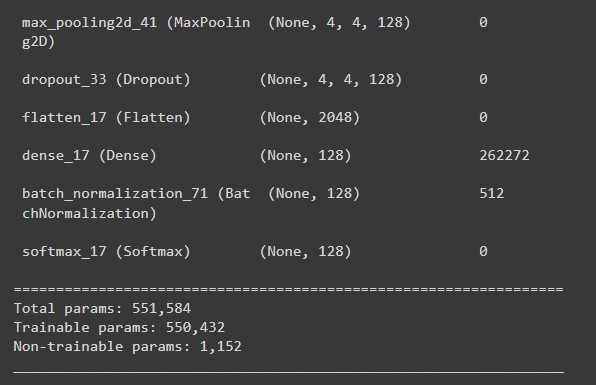 max_pooling2d_41 (MaxPoolin  (None, 4, 4, 128)        0
g2D)
dropout_33 (Dropout)        (None, 4, 4, 128)         0
flatten_17 (Flatten)        (None, 2048)              0
dense_17 (Dense)            (None, 128)               262272
batch_normalization_71 (Bat  (None, 128)              512
chNormalization)
softmax_17 (Softmax)        (None, 128)               0
=================================================================
Total params: 551,584
Trainable params: 550,432
Non-trainable params: 1,152
_________________________________________________________________